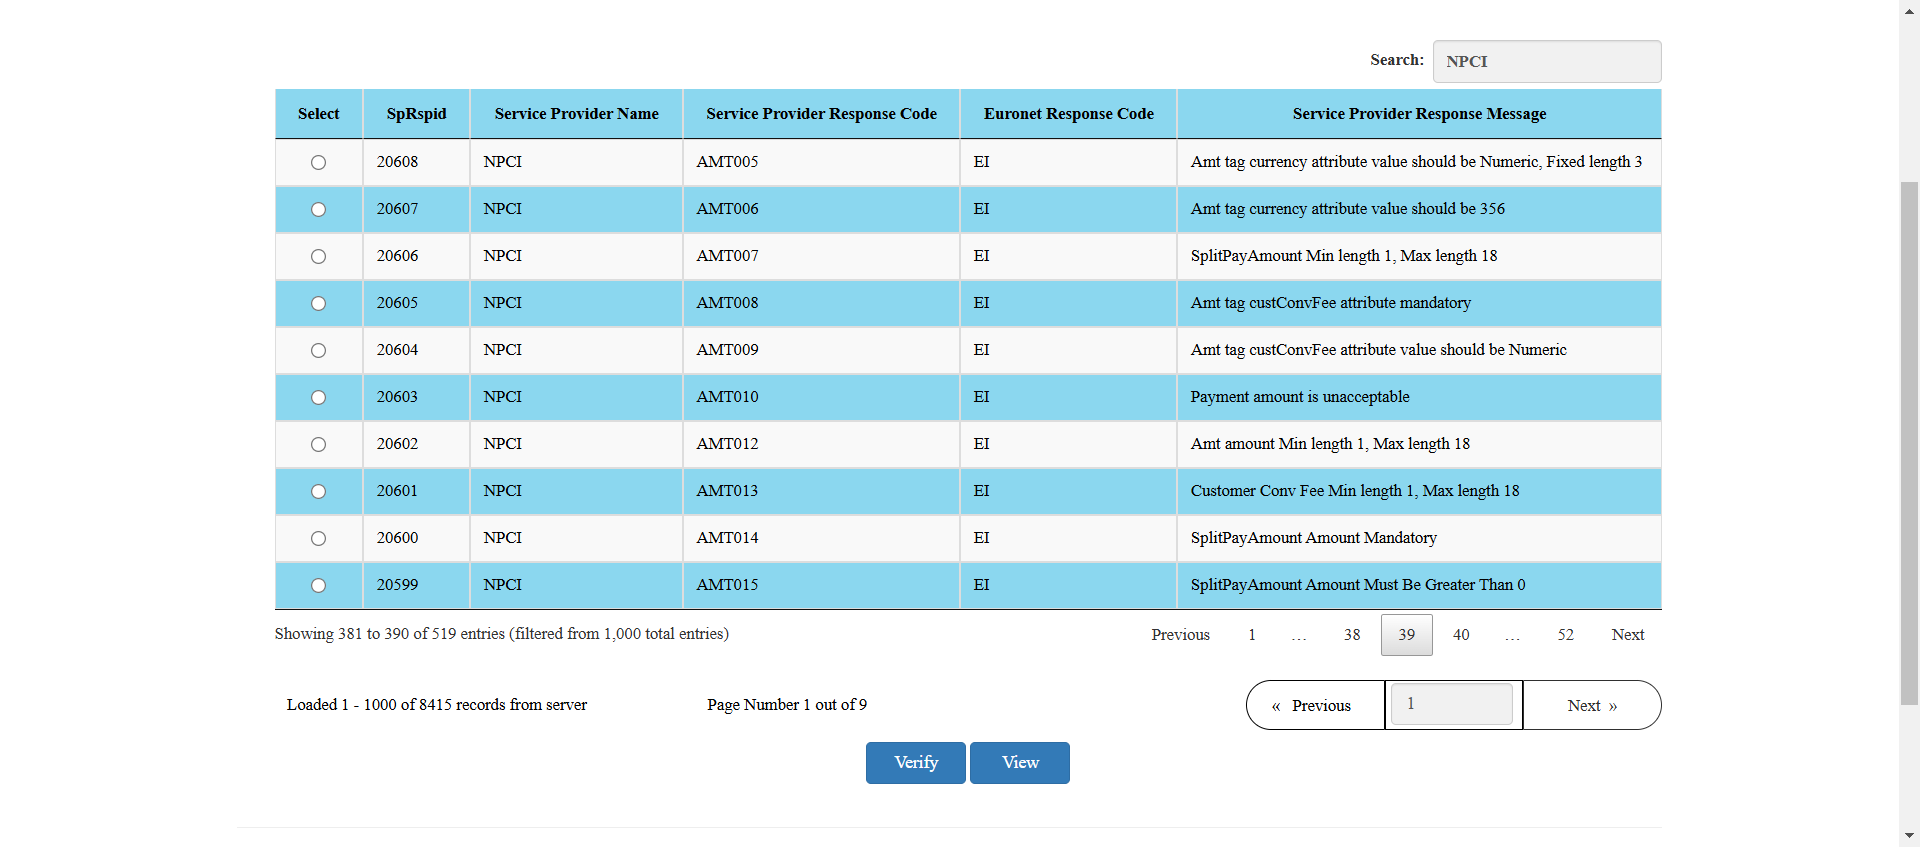 Search: NPCI
Select SpRspid Service Provider Name Service Provider Response Code Euronet Response Code Service Provider Response Message
20608 NPCI AMT005 EI Amt tag currency attribute value should be Numeric, Fixed length 3
20607 NPCI AMT006 EI Amt tag currency attribute value should be 356
20606 NPCI AMT007 EI SplitPayAmount Min length 1, Max length 18
20605 NPCI AMT008 EI Amt tag custConvFee attribute mandatory
20604 NPCI AMT009 EI Amt tag custConvFee attribute value should be Numeric
20603 NPCI AMT010 EI Payment amount is unacceptable
20602 NPCI AMT012 EI Amt amount Min length 1, Max length 18
20601 NPCI AMT013 EI Customer Conv Fee Min length 1, Max length 18
20600 NPCI AMT014 EI SplitPayAmount Amount Mandatory
20599 NPCI AMT015 EI SplitPayAmount Amount Must Be Greater Than 0
Showing 381 to 390 of 519 entries (filtered from 1,000 total entries) Previous 1 … 38 39 40 … 52 Next
Loaded 1 - 1000 of 8415 records from server Page Number 1 out of 9 « Previous 1 Next »
Verify View